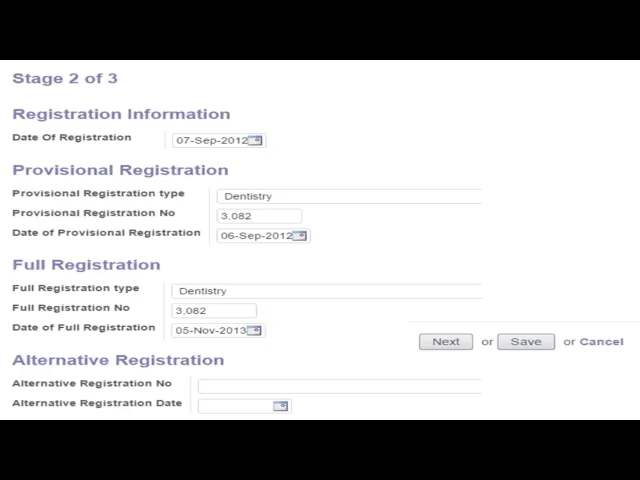 Stage 2 of 3
Registration Information
Date Of Registration 07-Sep-2012
Provisional Registration
Provisional Registration type Dentistry
Provisional Registration No 3,082
Date of Provisional Registration 06-Sep-2012
Full Registration
Full Registration type Dentistry
Full Registration No 3,082
Date of Full Registration 05-Nov-2013
Next or Save or Cancel
Alternative Registration
Alternative Registration No
Alternative Registration Date